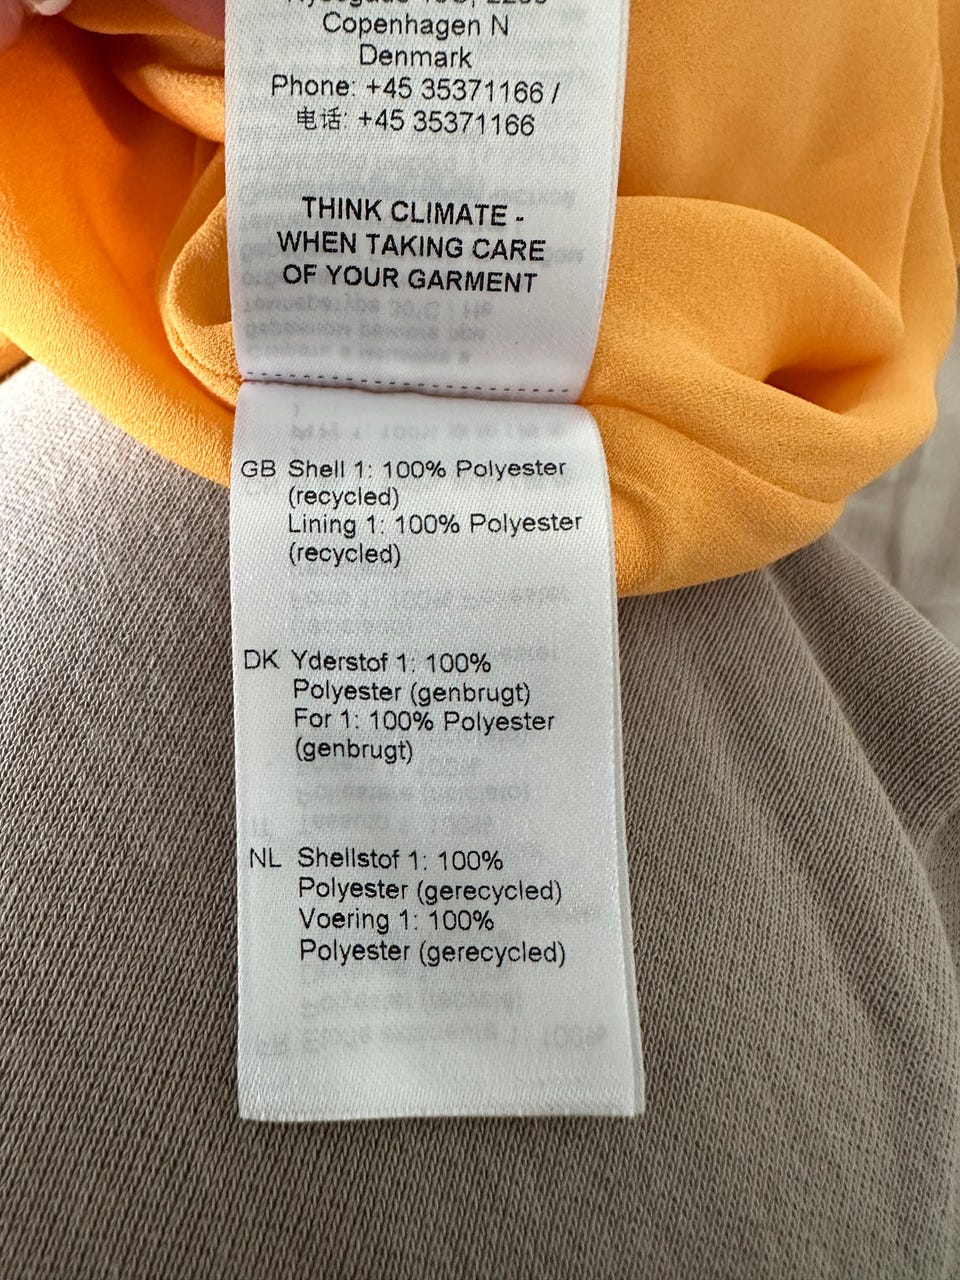 Copenhagen N
Denmark
Phone: +45 35371166 /
电话: +45 35371166
THINK CLIMATE -
WHEN TAKING CARE
OF YOUR GARMENT
GB Shell 1: 100% Polyester
(recycled)
Lining 1: 100% Polyester
(recycled)
DK Yderstof 1: 100%
Polyester (genbrugt)
For 1: 100% Polyester
(genbrugt)
NL Shellstof 1: 100%
Polyester (gerecycled)
Voering 1: 100%
Polyester (gerecycled)